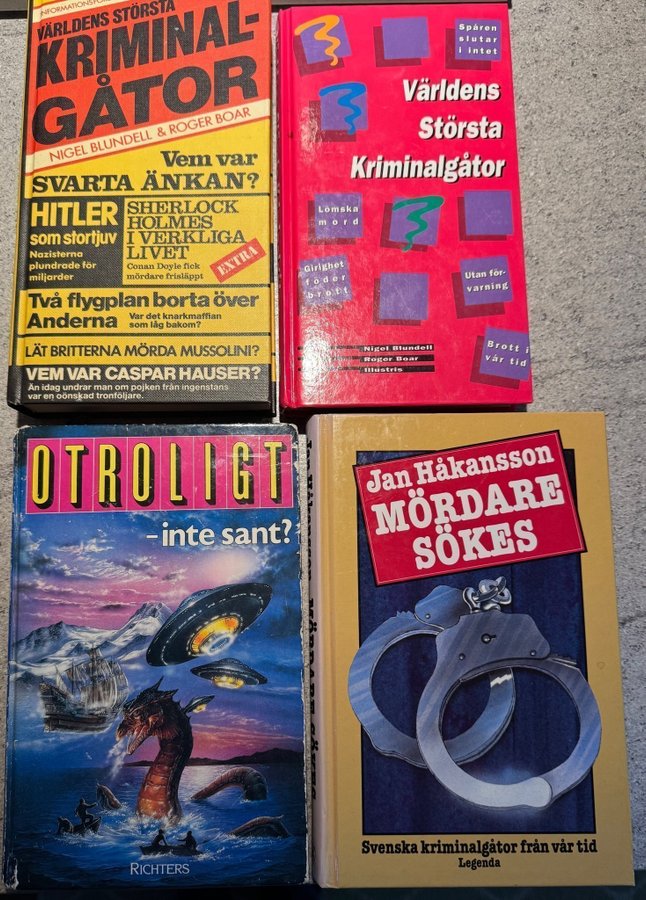 INFORMATIONSFÖR
VÄRLDENS STÖRSTA
KRIMINAL-
GÅTOR
NIGEL BLUNDELL & ROGER BOAR
Vem var
SVARTA ÄNKAN?
HITLER
som stortjuv
Nazisterna
plundrade för
miljarder
SHERLOCK
HOLMES
I VERKLIGA
LIVET
Conan Doyle fick
mördare frisläppt
EXTRA
Två flygplan borta över
Anderna
Var det knarkmaffian
som låg bakom?
LÄT BRITTERNA MÖRDA MUSSOLINI?
VEM VAR CASPAR HAUSER?
Än idag undrar man om pojken från ingenstans
var en oönskad tronföljare.
Spåren
slutar
i intet
Världens
Största
Kriminalgåtor
Lömska
mord
Girighet
föder
brott
Utan för-
varning
Brott i
vår tid
Nigel Blundell
Roger Boar
Illustris
OTROLIGT
- inte sant?
RICHTERS
Jan Håkansson
MÖRDARE
SÖKES
Svenska kriminalgåtor från vår tid
Legenda